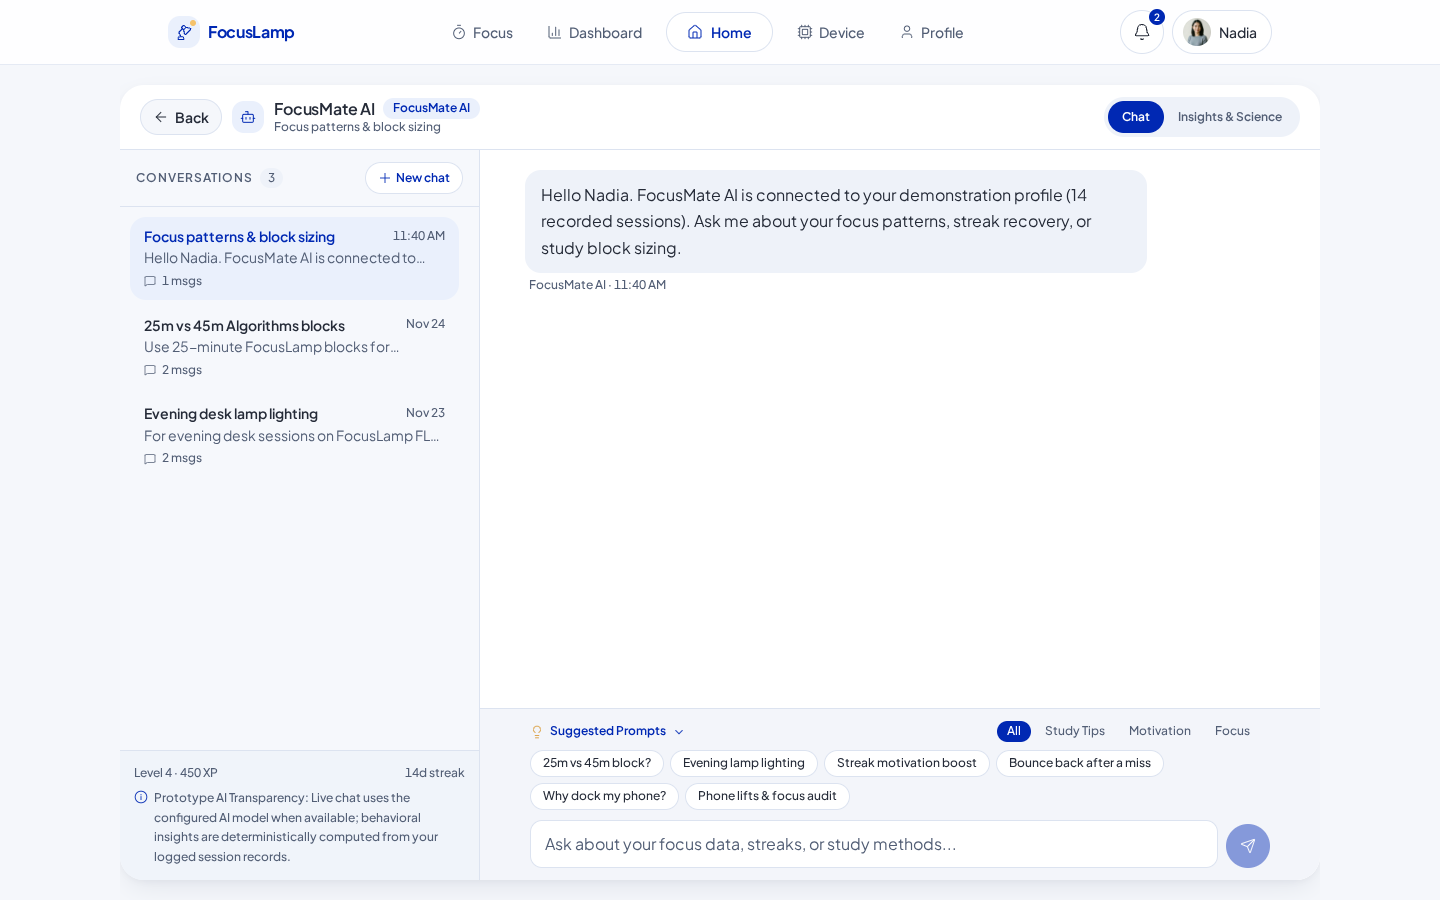 FocusLamp
Focus
Dashboard
Home
Device
Profile
2
Nadia
Back
FocusMate AI
FocusMate AI
Focus patterns & block sizing
Chat
Insights & Science
CONVERSATIONS 3
New chat
Focus patterns & block sizing 11:40 AM
Hello Nadia. FocusMate AI is connected to...
1 msgs
25m vs 45m Algorithms blocks Nov 24
Use 25-minute FocusLamp blocks for...
2 msgs
Evening desk lamp lighting Nov 23
For evening desk sessions on FocusLamp FL...
2 msgs
Level 4 · 450 XP 14d streak
Prototype AI Transparency: Live chat uses the
configured AI model when available; behavioral
insights are deterministically computed from your
logged session records.
Hello Nadia. FocusMate AI is connected to your demonstration profile (14
recorded sessions). Ask me about your focus patterns, streak recovery, or
study block sizing.
FocusMate AI · 11:40 AM
Suggested Prompts
All
Study Tips
Motivation
Focus
25m vs 45m block?
Evening lamp lighting
Streak motivation boost
Bounce back after a miss
Why dock my phone?
Phone lifts & focus audit
Ask about your focus data, streaks, or study methods...